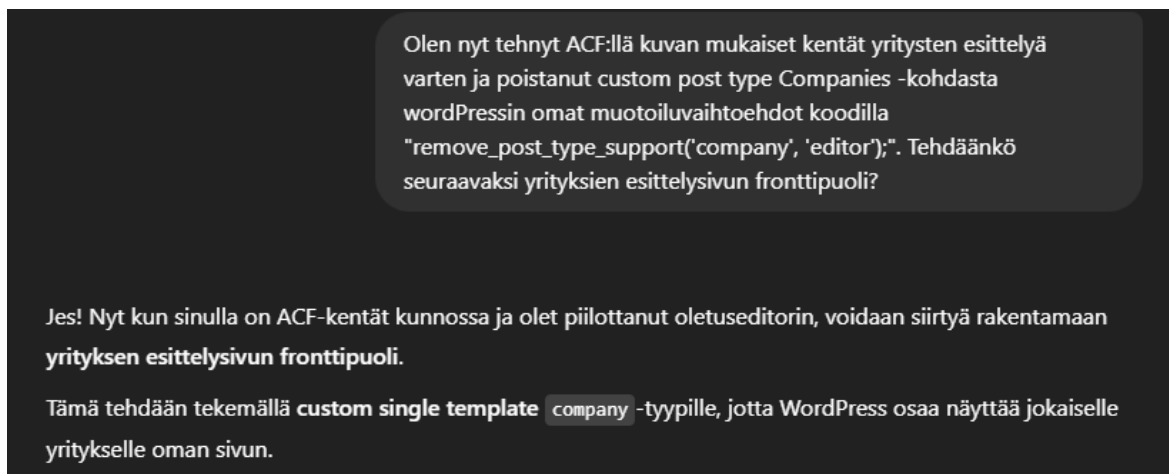 Olen nyt tehnyt ACF:llä kuvan mukaiset kentät yritysten esittelyä
varten ja poistanut custom post type Companies -kohdasta
wordPressin omat muotoiluvaihtoehdot koodilla
"remove_post_type_support('company', 'editor');". Tehdäänkö
seuraavaksi yrityksien esittelysivun fronttipuoli?
Jes! Nyt kun sinulla on ACF-kentät kunnossa ja olet piilottanut oletuseditorin, voidaan siirtyä rakentamaan
yrityksen esittelysivun fronttipuoli.
Tämä tehdään tekemällä custom single template company -tyypille, jotta WordPress osaa näyttää jokaiselle
yritykselle oman sivun.